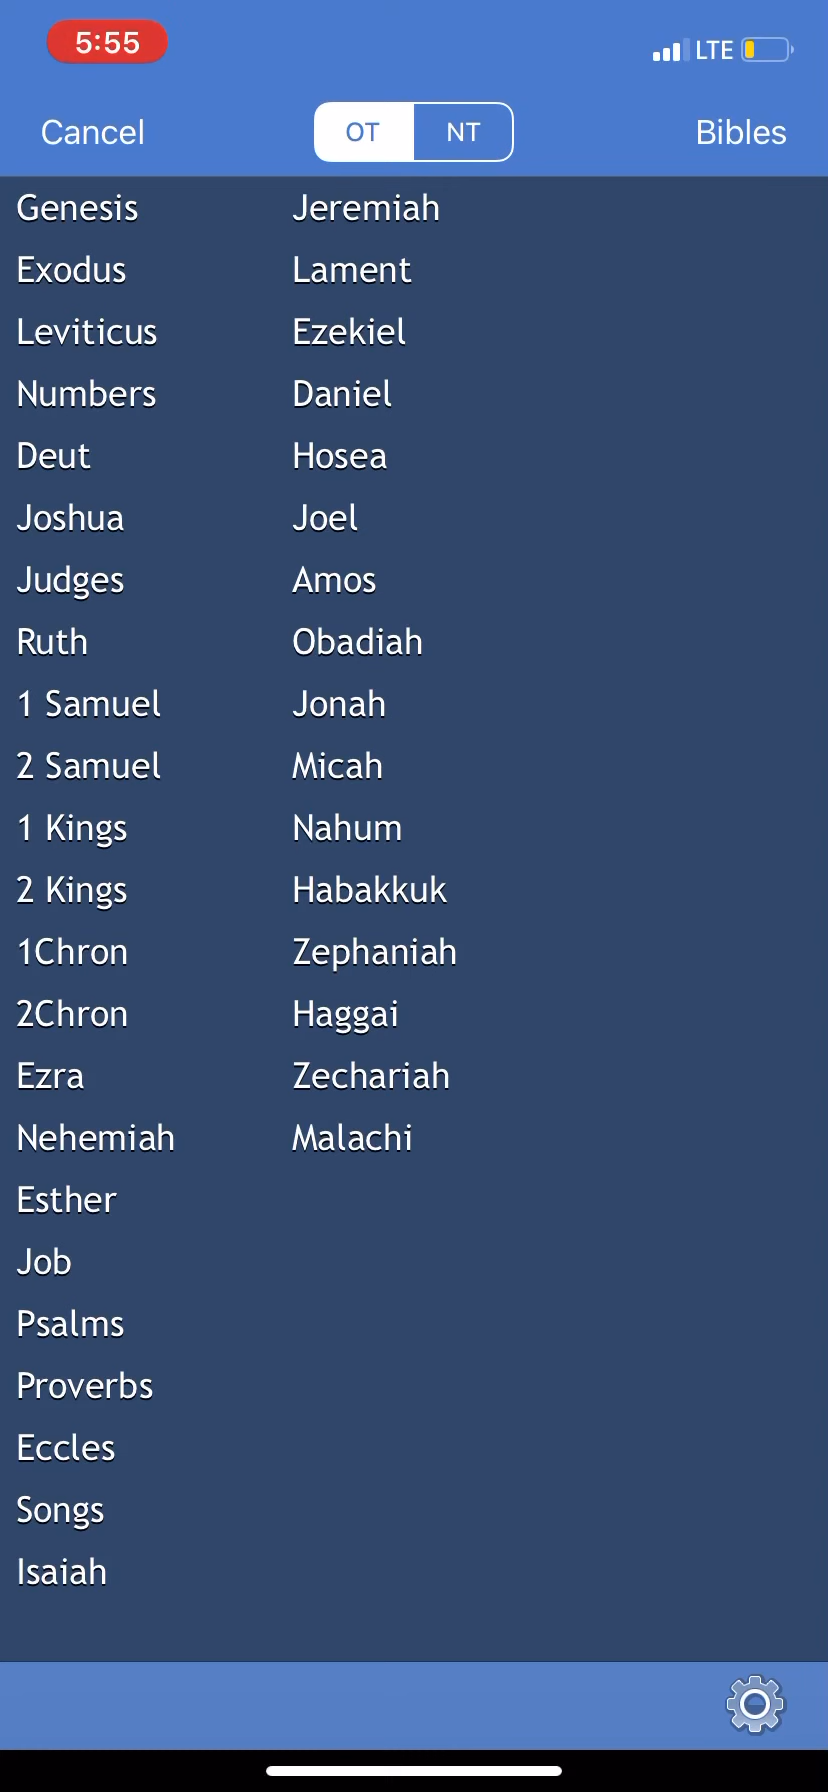 5:55
LTE
Cancel
OT
NT
Bibles
Genesis
Exodus
Leviticus
Numbers
Deut
Joshua
Judges
Ruth
1 Samuel
2 Samuel
1 Kings
2 Kings
1Chron
2Chron
Ezra
Nehemiah
Esther
Job
Psalms
Proverbs
Eccles
Songs
Isaiah
Jeremiah
Lament
Ezekiel
Daniel
Hosea
Joel
Amos
Obadiah
Jonah
Micah
Nahum
Habakkuk
Zephaniah
Haggai
Zechariah
Malachi